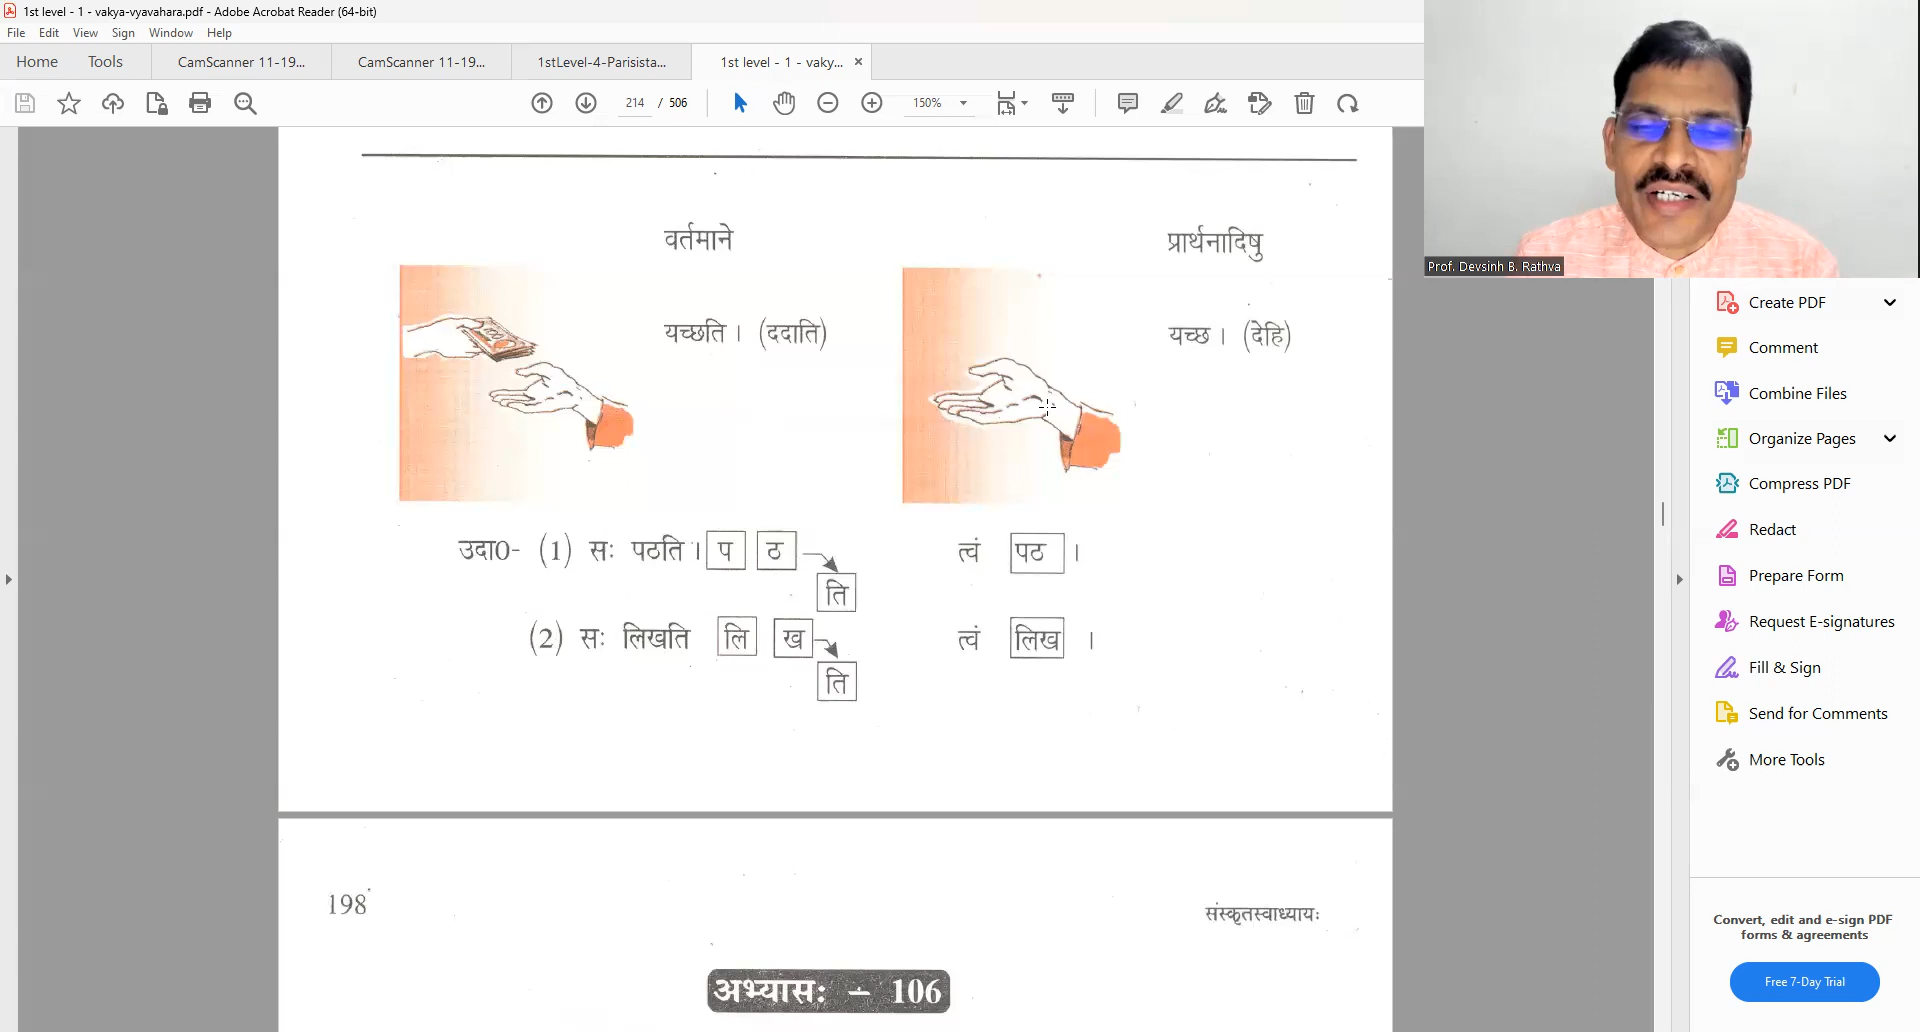 1st level - 1 - vakya-vyavahara.pdf - Adobe Acrobat Reader (64-bit)
File Edit View Sign Window Help
Home Tools CamScanner 11-19... CamScanner 11-19... 1stLevel-4-Parisista... 1st level - 1 - vaky... ×
214 / 506 150%
वर्तमाने प्रार्थनादिषु
यच्छति । (ददाति) यच्छ । (देहि)
उदा0- (1) सः पठति । प ठ त्वं पठ ।
ति
(2) सः लिखति लि ख त्वं लिख ।
ति
198 संस्कृतस्वाध्यायः
अभ्यासः – 106
Prof. Devsinh B. Rathva
Create PDF
Comment
Combine Files
Organize Pages
Compress PDF
Redact
Prepare Form
Request E-signatures
Fill & Sign
Send for Comments
More Tools
Convert, edit and e-sign PDF
forms & agreements
Free 7-Day Trial